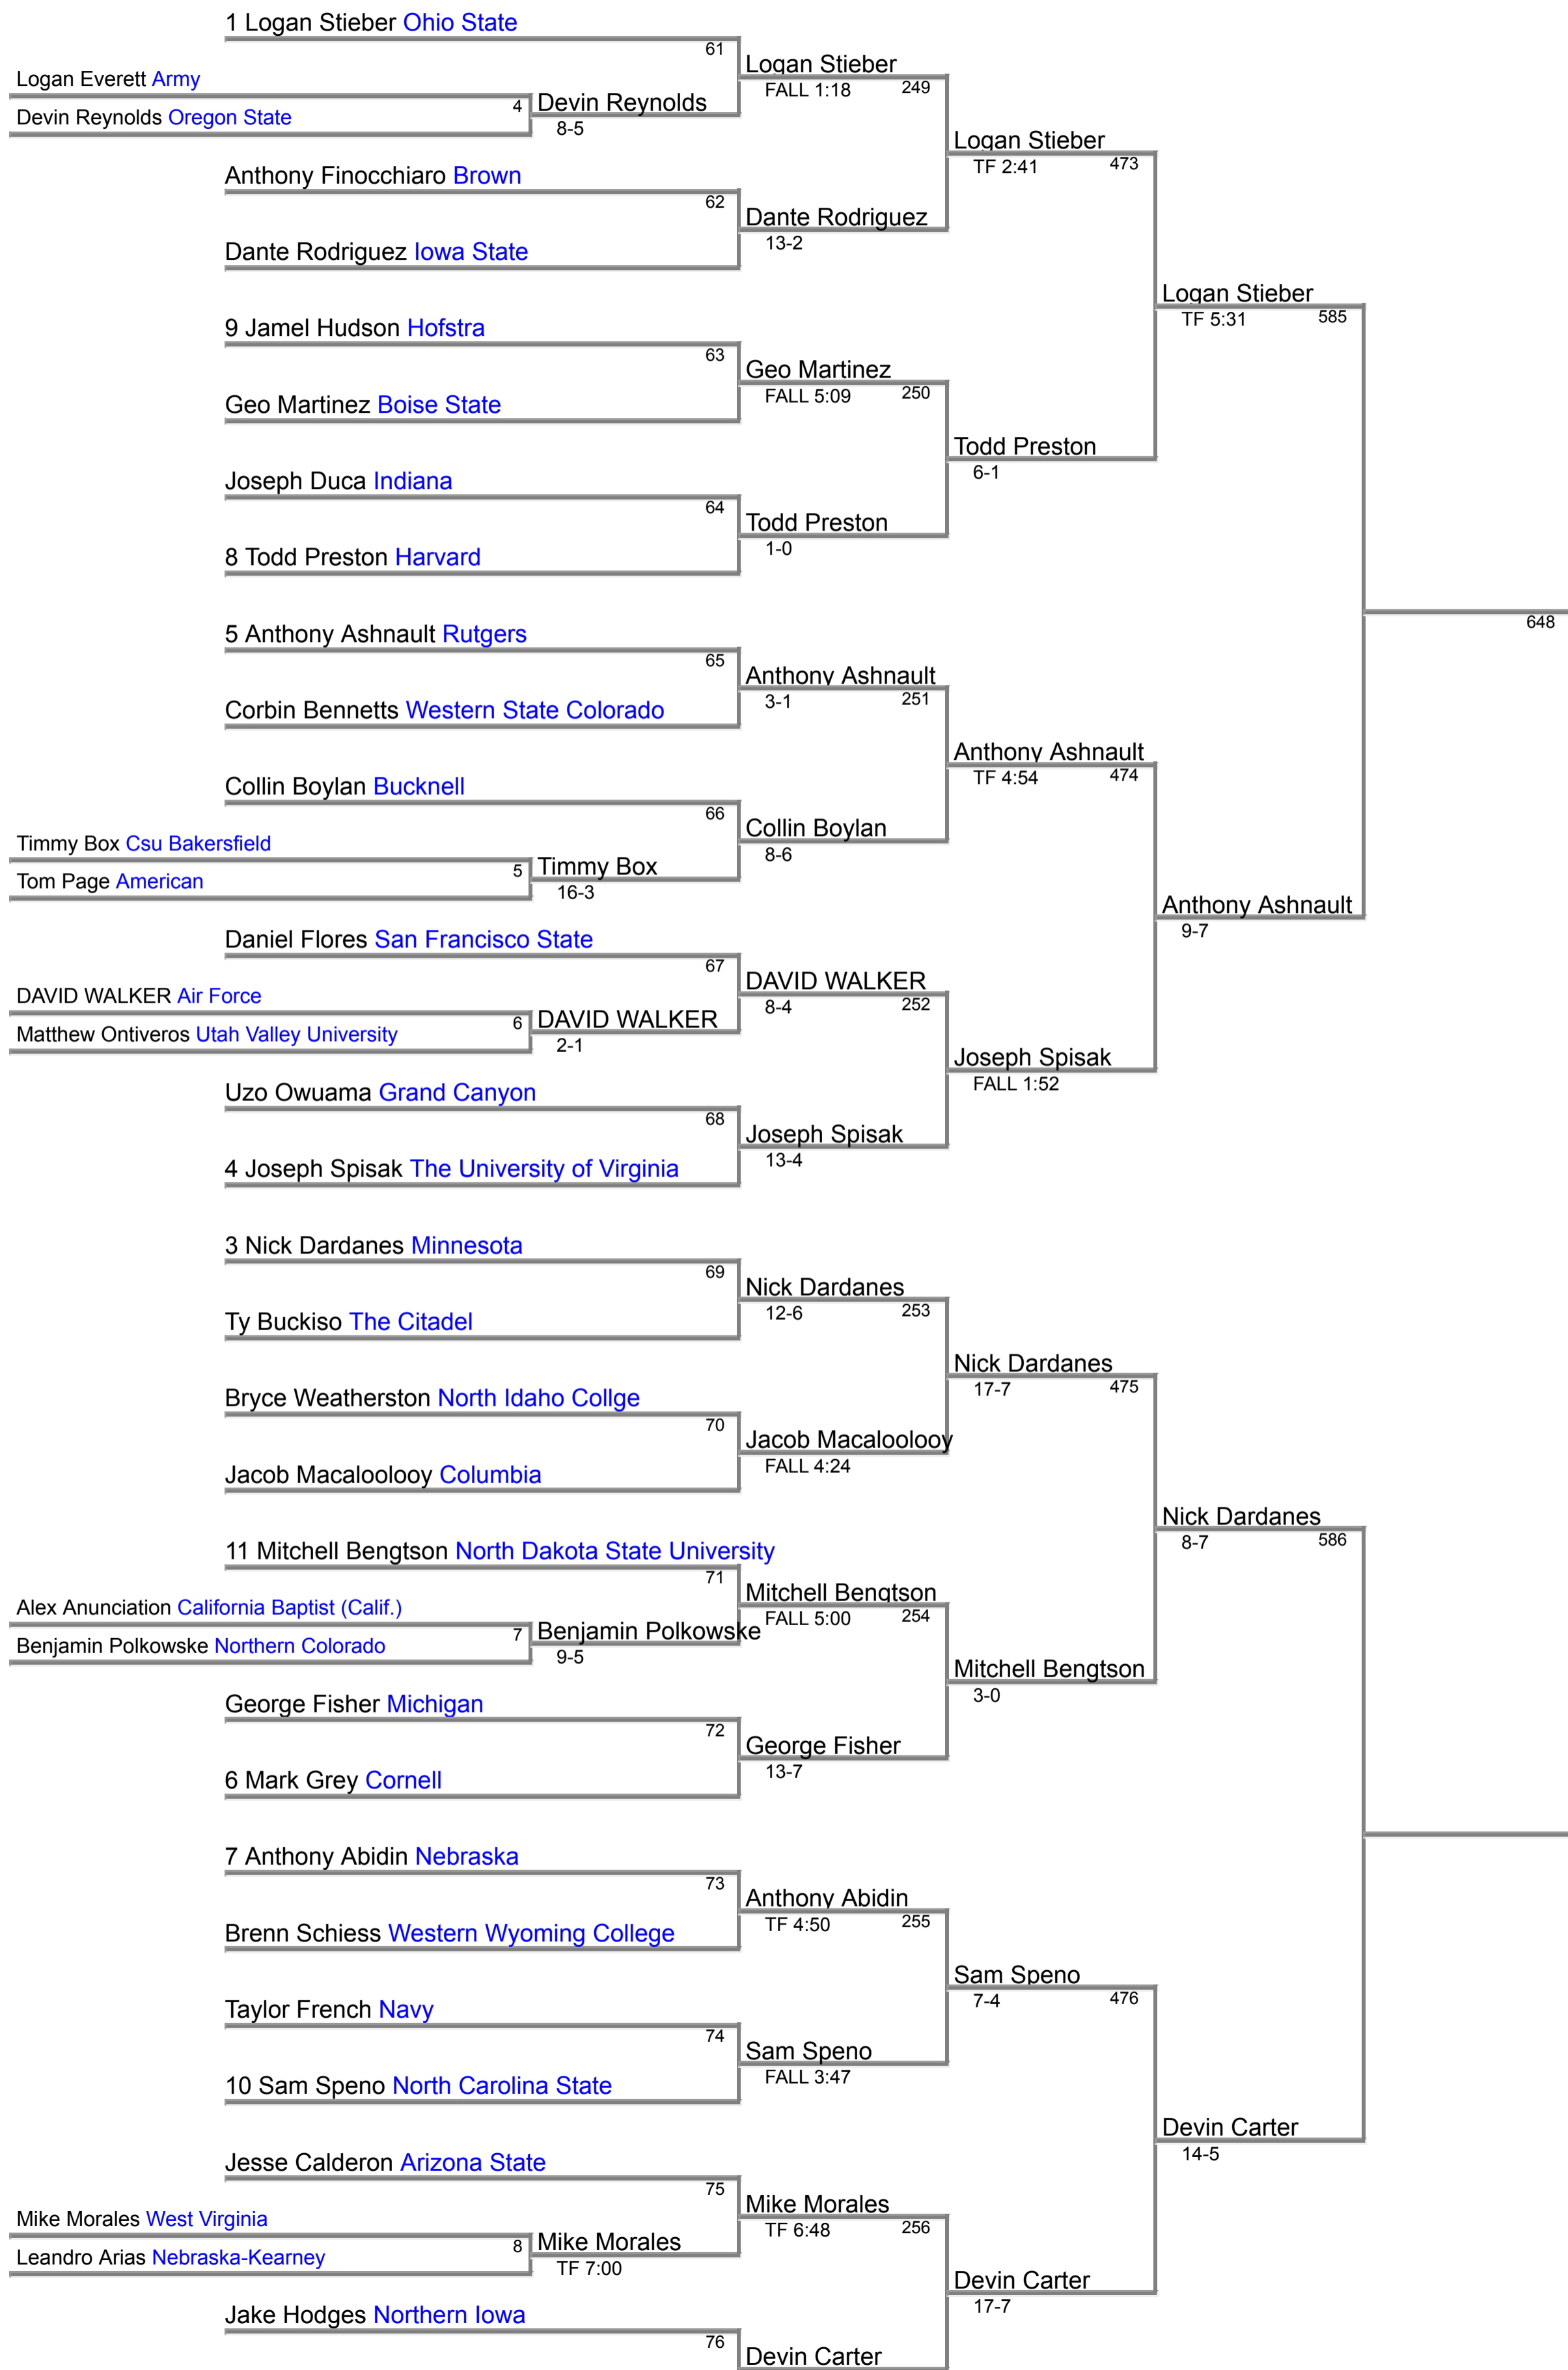 1 Logan Stieber Ohio State
61
Logan Everett Army
Devin Reynolds Oregon State
4
Devin Reynolds
8-5
Logan Stieber
FALL 1:18
249
Anthony Finocchiaro Brown
62
Dante Rodriguez Iowa State
Dante Rodriguez
13-2
Logan Stieber
TF 2:41
473
9 Jamel Hudson Hofstra
63
Geo Martinez Boise State
Geo Martinez
FALL 5:09
250
Joseph Duca Indiana
64
8 Todd Preston Harvard
Todd Preston
1-0
Todd Preston
6-1
Logan Stieber
TF 5:31
585
5 Anthony Ashnault Rutgers
65
Corbin Bennetts Western State Colorado
Anthony Ashnault
3-1
251
Collin Boylan Bucknell
66
Timmy Box Csu Bakersfield
Tom Page American
5
Timmy Box
16-3
Collin Boylan
8-6
Anthony Ashnault
TF 4:54
474
Daniel Flores San Francisco State
67
DAVID WALKER Air Force
Matthew Ontiveros Utah Valley University
6
DAVID WALKER
2-1
DAVID WALKER
8-4
252
Uzo Owuama Grand Canyon
68
4 Joseph Spisak The University of Virginia
Joseph Spisak
13-4
Joseph Spisak
FALL 1:52
Anthony Ashnault
9-7
648
3 Nick Dardanes Minnesota
69
Ty Buckiso The Citadel
Nick Dardanes
12-6
253
Bryce Weatherston North Idaho Collge
70
Jacob Macaloolooy Columbia
Jacob Macaloolooy
FALL 4:24
Nick Dardanes
17-7
475
11 Mitchell Bengtson North Dakota State University
71
Alex Anunciation California Baptist (Calif.)
Benjamin Polkowske Northern Colorado
7
Benjamin Polkowske
9-5
Mitchell Bengtson
FALL 5:00
254
George Fisher Michigan
72
6 Mark Grey Cornell
George Fisher
13-7
Mitchell Bengtson
3-0
Nick Dardanes
8-7
586
7 Anthony Abidin Nebraska
73
Brenn Schiess Western Wyoming College
Anthony Abidin
TF 4:50
255
Taylor French Navy
74
10 Sam Speno North Carolina State
Sam Speno
FALL 3:47
Sam Speno
7-4
476
Jesse Calderon Arizona State
75
Mike Morales West Virginia
Leandro Arias Nebraska-Kearney
8
Mike Morales
TF 7:00
Mike Morales
TF 6:48
256
Jake Hodges Northern Iowa
76
Devin Carter
Devin Carter
17-7
Devin Carter
14-5